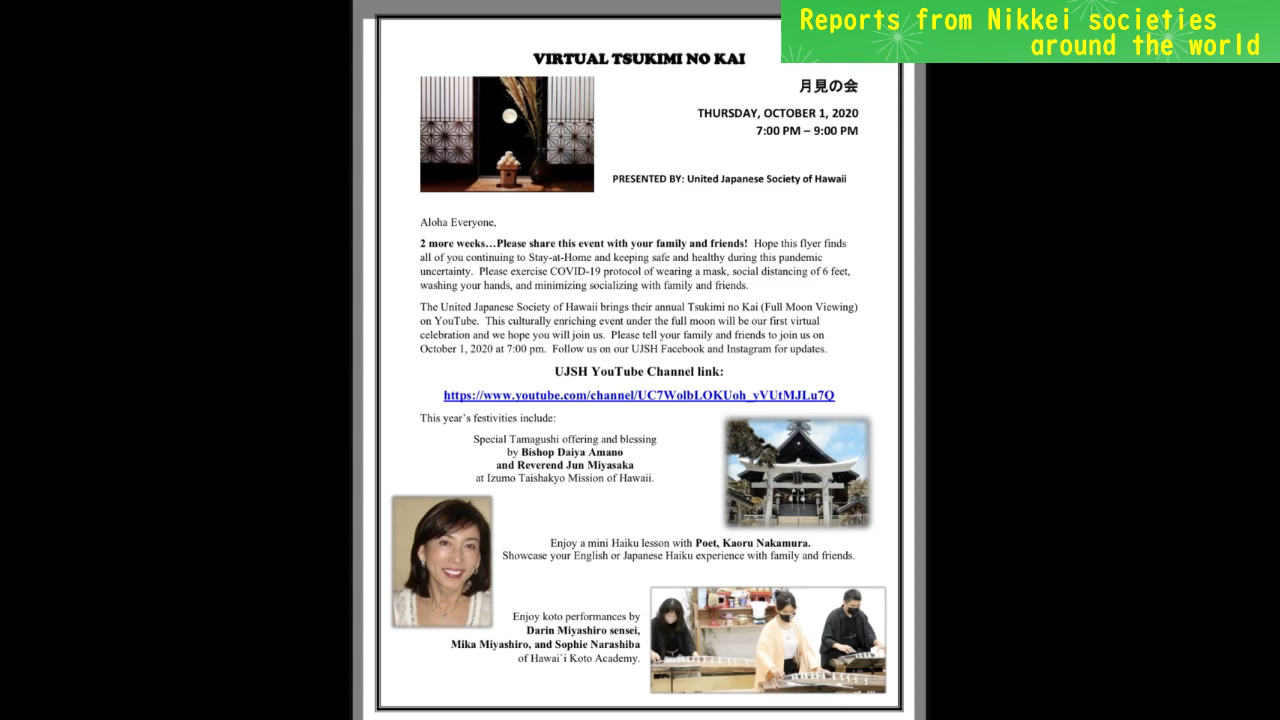 Reports from Nikkei societies
around the world
VIRTUAL TSUKIMI NO KAI
月見の会
THURSDAY, OCTOBER 1, 2020
7:00 PM – 9:00 PM
PRESENTED BY: United Japanese Society of Hawaii
Aloha Everyone,
2 more weeks…Please share this event with your family and friends! Hope this flyer finds
all of you continuing to Stay-at-Home and keeping safe and healthy during this pandemic
uncertainty. Please exercise COVID-19 protocol of wearing a mask, social distancing of 6 feet,
washing your hands, and minimizing socializing with family and friends.
The United Japanese Society of Hawaii brings their annual Tsukimi no Kai (Full Moon Viewing)
on YouTube. This culturally enriching event under the full moon will be our first virtual
celebration and we hope you will join us. Please tell your family and friends to join us on
October 1, 2020 at 7:00 pm. Follow us on our UJSH Facebook and Instagram for updates.
UJSH YouTube Channel link:
https://www.youtube.com/channel/UC7WolbLOKUoh_yVUtMJLu7Q
This year's festivities include:
Special Tamagushi offering and blessing
by Bishop Daiya Amano
and Reverend Jun Miyasaka
at Izumo Taishakyo Mission of Hawaii.
Enjoy a mini Haiku lesson with Poet, Kaoru Nakamura.
Showcase your English or Japanese Haiku experience with family and friends.
Enjoy koto performances by
Darin Miyashiro sensei,
Mika Miyashiro, and Sophie Narashiba
of Hawai`i Koto Academy.